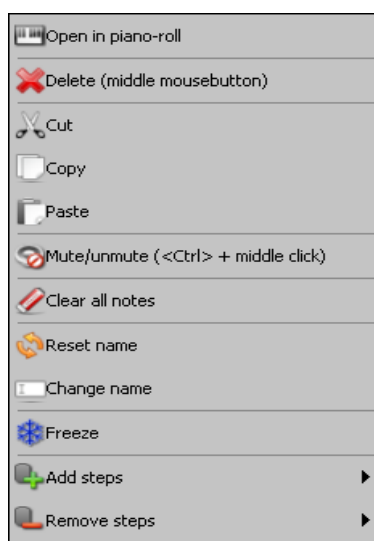 Open in piano-roll
Delete (middle mousebutton)
Cut
Copy
Paste
Mute/unmute (<Ctrl> + middle click)
Clear all notes
Reset name
Change name
Freeze
Add steps
Remove steps